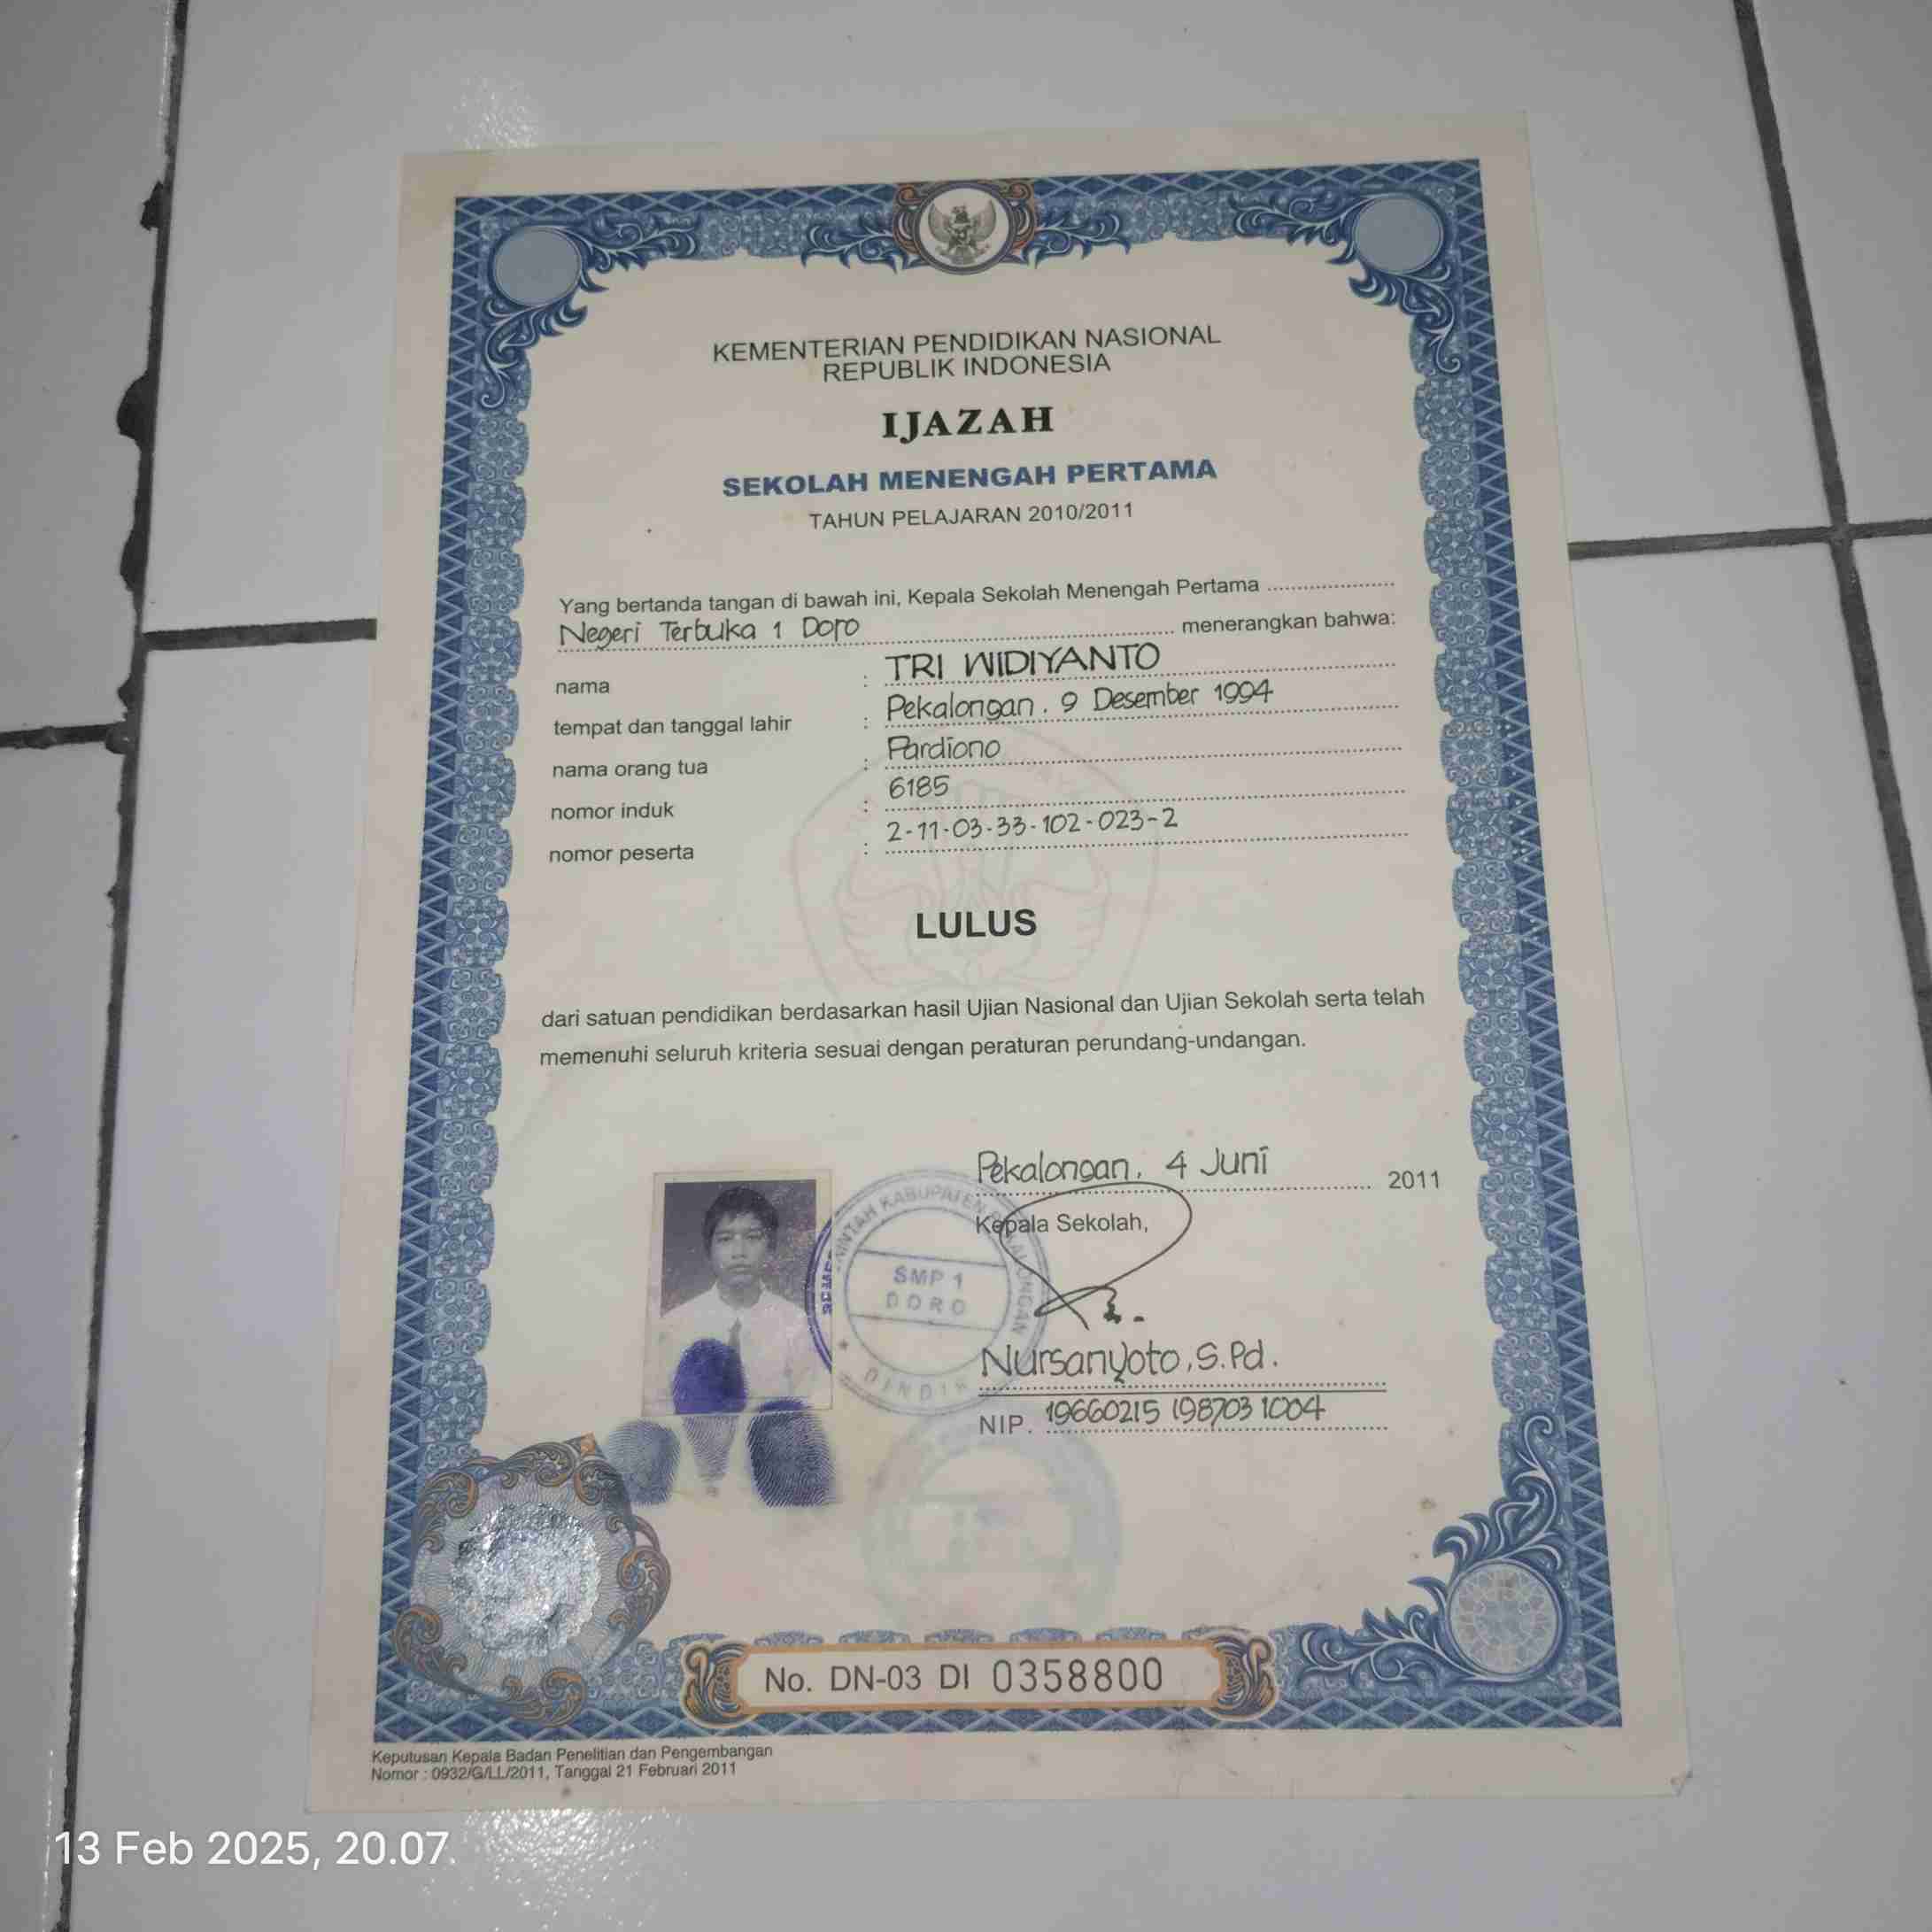 KEMENTERIAN PENDIDIKAN NASIONAL
REPUBLIK INDONESIA
IJAZAH
SEKOLAH MENENGAH PERTAMA
TAHUN PELAJARAN 2010/2011
Yang bertanda tangan di bawah ini, Kepala Sekolah Menengah Pertama ......................
Negeri Terbuka 1 Doro ............................................ menerangkan bahwa:
nama : TRI WIDIYANTO
tempat dan tanggal lahir : Pekalongan. 9 Desember 1994
nama orang tua : Pardiono
nomor induk : 6185
nomor peserta : 2-11-03-33-102-023-2
LULUS
dari satuan pendidikan berdasarkan hasil Ujian Nasional dan Ujian Sekolah serta telah
memenuhi seluruh kriteria sesuai dengan peraturan perundang-undangan.
Pekalongan, 4 Juni 2011
Kepala Sekolah,
PEMERINTAH KABUPATEN PEKALONGAN
SMP 1
DORO
DINDIK
Nursanyoto, S.Pd.
NIP. 19660215 198703 1004
No. DN-03 DI 0358800
Keputusan Kepala Badan Penelitian dan Pengembangan
Nomor : 0932/G/LL/2011, Tanggal 21 Februari 2011
13 Feb 2025, 20.07.